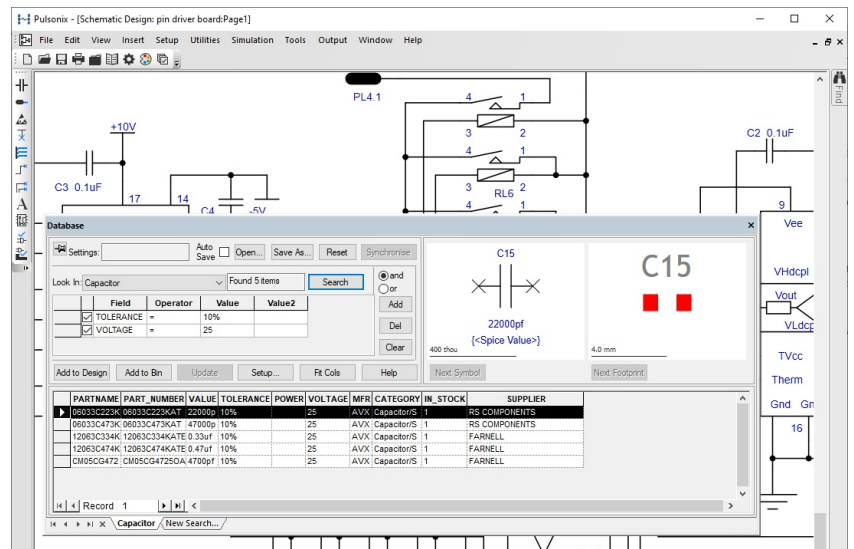 Pulsonix - [Schematic Design: pin driver board:Page1]
File Edit View Insert Setup Utilities Simulation Tools Output Window Help
Find
PL4.1
4 1
+10V
3 2
C2 0.1uF
4 1
C3 0.1uF
3 RL6 2
17 14
4 1
9
C4 -5V
Vee
Database
Settings: Auto Save Open... Save As... Reset Synchronise
Look In: Capacitor Found 5 items Search and
or
Field Operator Value Value2 Add
TOLERANCE = 10%
VOLTAGE = 25 Del
Clear
C15
22000pf
{<Spice Value>}
400 thou
C15
4.0 mm
VHdcpl
Vout
VLdcp
TVcc
Therm
Gnd Gn
16
Add to Design Add to Bin Update Setup... Fit Cols Help Next Symbol Next Footprint
PARTNAME PART_NUMBER VALUE TOLERANCE POWER VOLTAGE MFR CATEGORY IN_STOCK SUPPLIER
06033C223K 06033C223KAT 22000p 10% 25 AVX Capacitor/S 1 RS COMPONENTS
06033C473K 06033C473KAT 47000p 10% 25 AVX Capacitor/S 1 RS COMPONENTS
12063C334K 12063C334KATE 0.33uf 10% 25 AVX Capacitor/S 1 FARNELL
12063C474K 12063C474KATE 0.47uf 10% 25 AVX Capacitor/S 1 FARNELL
CM05CG472 CM05CG4725OA 4700pf 10% 25 AVX Capacitor/S 1 FARNELL
Record 1
Capacitor New Search...